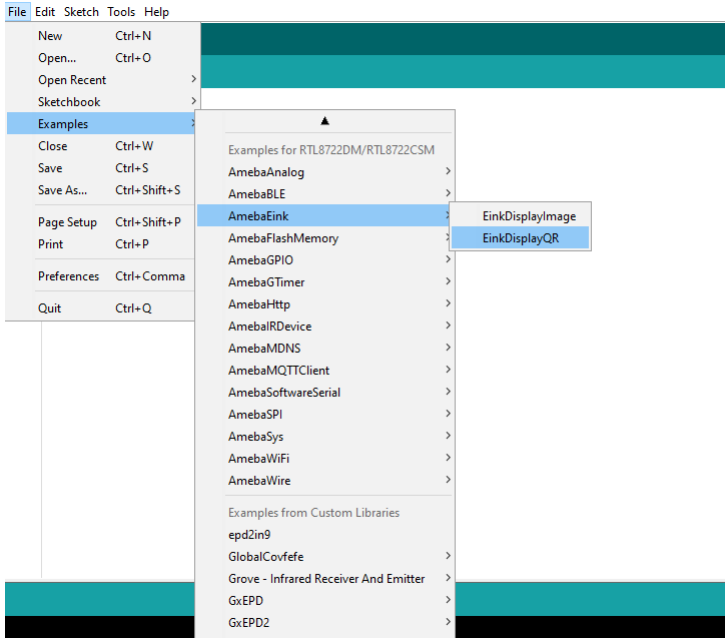 File Edit Sketch Tools Help
New Ctrl+N
Open... Ctrl+O
Open Recent
Sketchbook
Examples
Close Ctrl+W
Save Ctrl+S
Save As... Ctrl+Shift+S
Page Setup Ctrl+Shift+P
Print Ctrl+P
Preferences Ctrl+Comma
Quit Ctrl+Q
Examples for RTL8722DM/RTL8722CSM
AmebaAnalog
AmebaBLE
AmebaEink
AmebaFlashMemory
AmebaGPIO
AmebaGTimer
AmebaHttp
AmebaIRDevice
AmebaMDNS
AmebaMQTTClient
AmebaSoftwareSerial
AmebaSPI
AmebaSys
AmebaWiFi
AmebaWire
Examples from Custom Libraries
epd2in9
GlobalCovfefe
Grove - Infrared Receiver And Emitter
GxEPD
GxEPD2
EinkDisplayImage
EinkDisplayQR